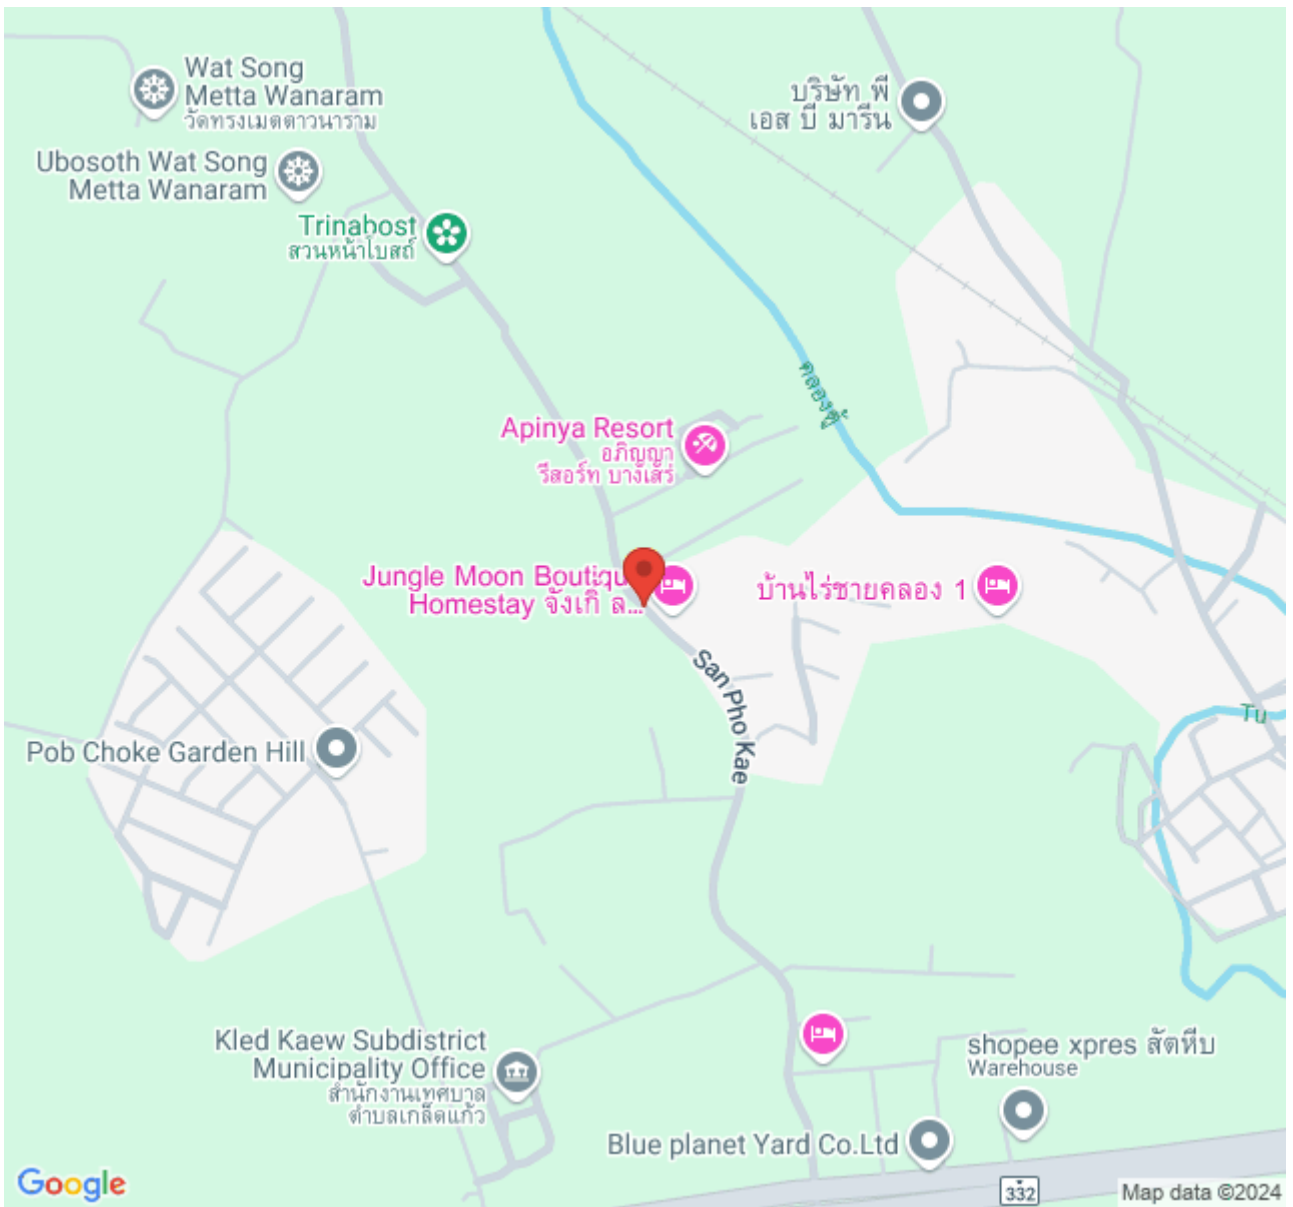 Wat Song
Metta Wanaram
วัดทรงเมตตาวนาราม
บริษัท พี
เอส บี มารีน
Ubosoth Wat Song
Metta Wanaram
Trinabost
สวนหน้าโบสถ์
Apinya Resort
อภิญญา
รีสอร์ท บางเสร่
Jungle Moon Boutiqu
Homestay จังเกิ้ ล...
บ้านไร่ชายคลอง 1
San Pho Kae
Tu
Pob Choke Garden Hill
Kled Kaew Subdistrict
Municipality Office
สำนักงานเทศบาล
ตำบลเกล็ดแก้ว
shopee xpres สัตหีบ
Warehouse
Blue planet Yard Co.Ltd
332
Google
Map data ©2024